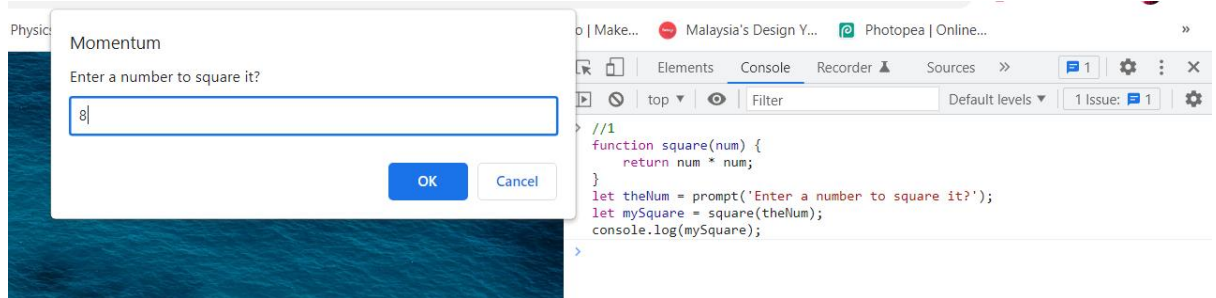 Physic
o | Make...
Malaysia's Design Y...
Photopea | Online...
»
Momentum
Enter a number to square it?
8
OK
Cancel
Elements
Console
Recorder
Sources
»
1
top ▼
Filter
Default levels ▼
1 Issue:
1
> //1
function square(num) {
    return num * num;
}
let theNum = prompt('Enter a number to square it?');
let mySquare = square(theNum);
console.log(mySquare);
>